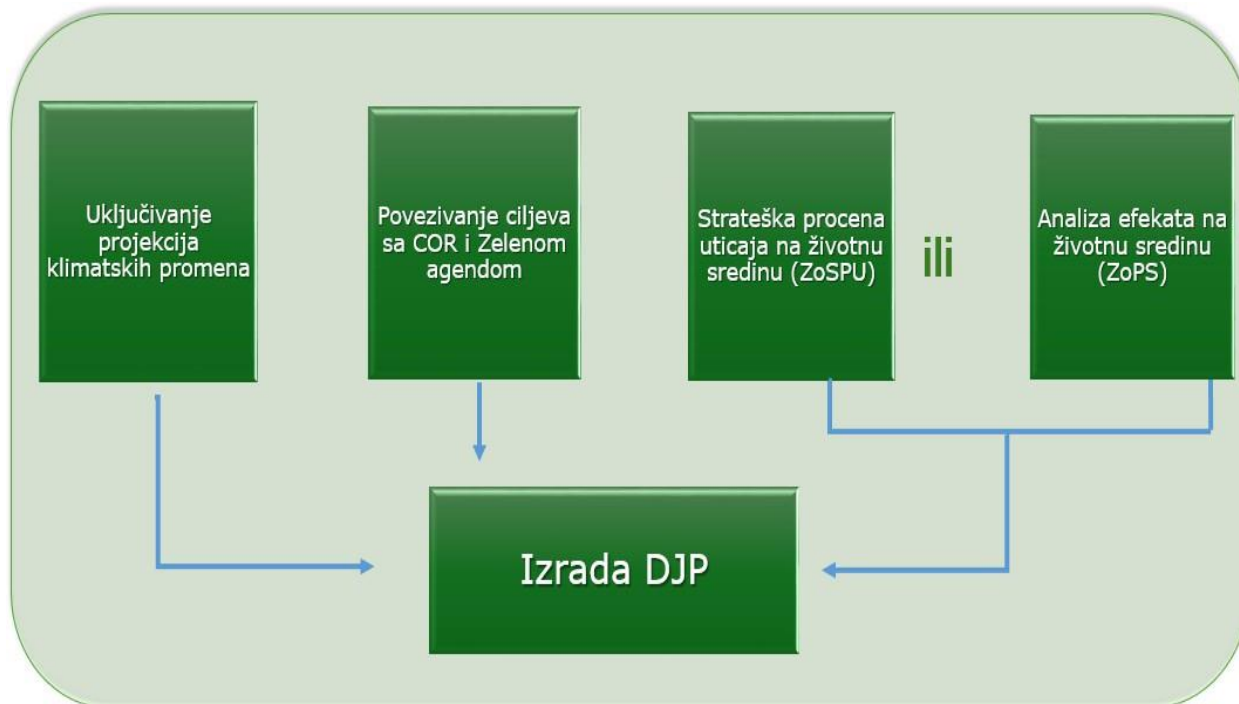 Uključivanje
projekcija
klimatskih promena
Povezivanje ciljeva
sa COR i Zelenom
agendom
Strateška procena
uticaja na životnu
sredinu (ZoSPU)
ili
Analiza efekata na
životnu sredinu
(ZoPS)
Izrada DJP